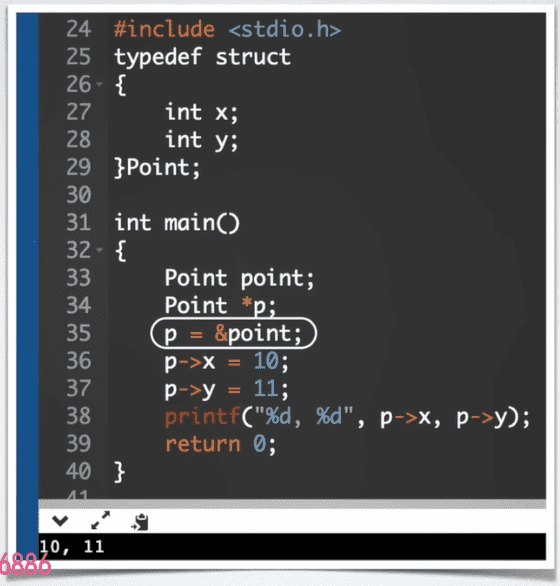 24 #include <stdio.h>
25 typedef struct
26 {
27     int x;
28     int y;
29 }Point;
30
31 int main()
32 {
33     Point point;
34     Point *p;
35     p = &point;
36     p->x = 10;
37     p->y = 11;
38     printf("%d, %d", p->x, p->y);
39     return 0;
40 }
41
10, 11
6886